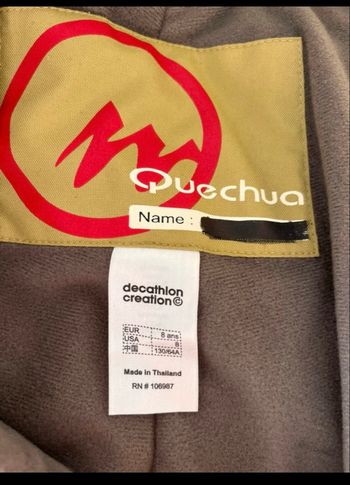 Quechua
Name :
decathlon
creation©
EUR 8 ans
USA 8
中国 130/64A
Made in Thailand
RN # 106987